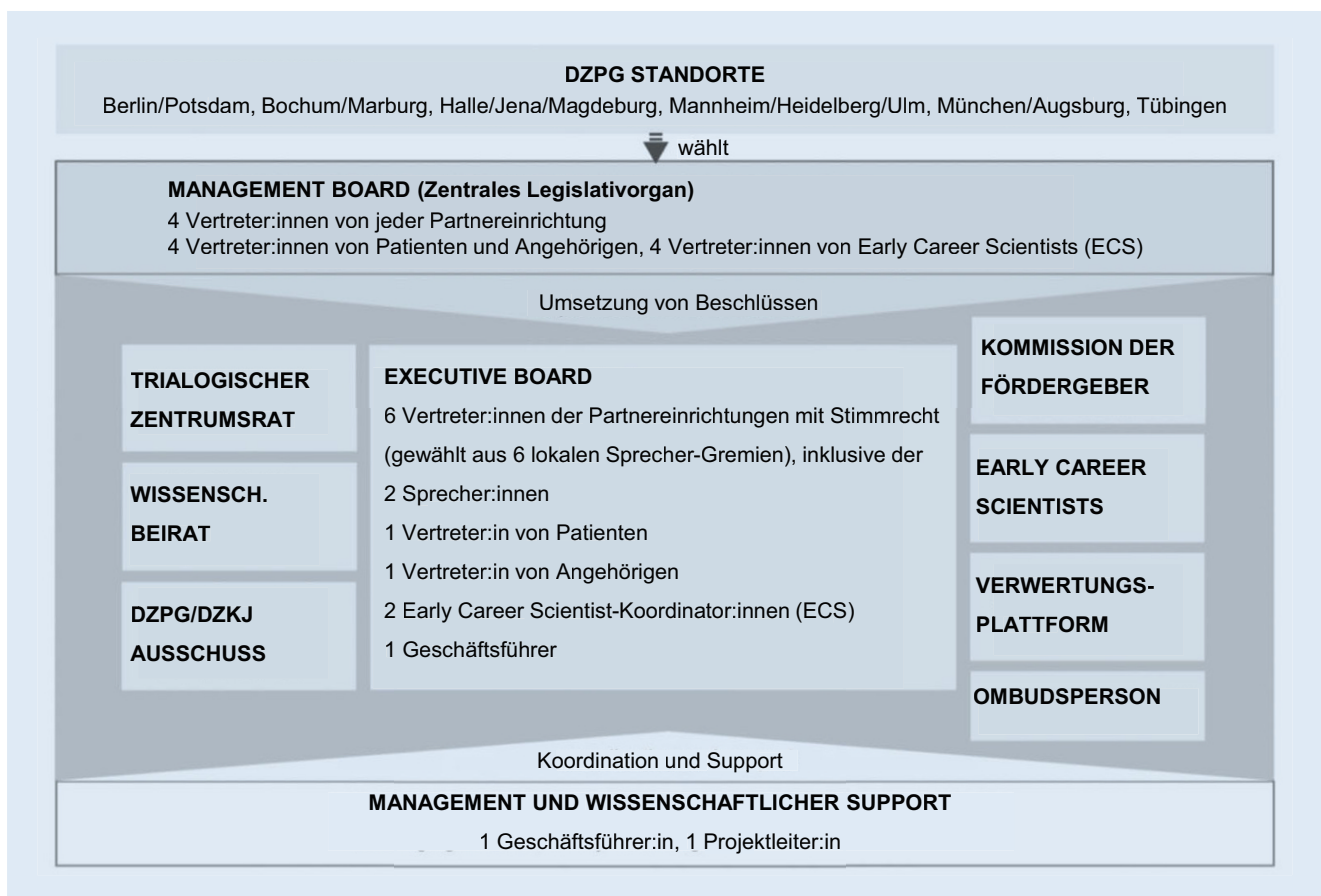 DZPG STANDORTE
Berlin/Potsdam, Bochum/Marburg, Halle/Jena/Magdeburg, Mannheim/Heidelberg/Ulm, München/Augsburg, Tübingen
wählt
MANAGEMENT BOARD (Zentrales Legislativorgan)
4 Vertreter:innen von jeder Partnereinrichtung
4 Vertreter:innen von Patienten und Angehörigen, 4 Vertreter:innen von Early Career Scientists (ECS)
Umsetzung von Beschlüssen
TRIALOGISCHER
ZENTRUMSRAT
WISSENSCH.
BEIRAT
DZPG/DZKJ
AUSSCHUSS
EXECUTIVE BOARD
6 Vertreter:innen der Partnereinrichtungen mit Stimmrecht
(gewählt aus 6 lokalen Sprecher-Gremien), inklusive der
2 Sprecher:innen
1 Vertreter:in von Patienten
1 Vertreter:in von Angehörigen
2 Early Career Scientist-Koordinator:innen (ECS)
1 Geschäftsführer
KOMMISSION DER
FÖRDERGEBER
EARLY CAREER
SCIENTISTS
VERWERTUNGS-
PLATTFORM
OMBUDSPERSON
Koordination und Support
MANAGEMENT UND WISSENSCHAFTLICHER SUPPORT
1 Geschäftsführer:in, 1 Projektleiter:in